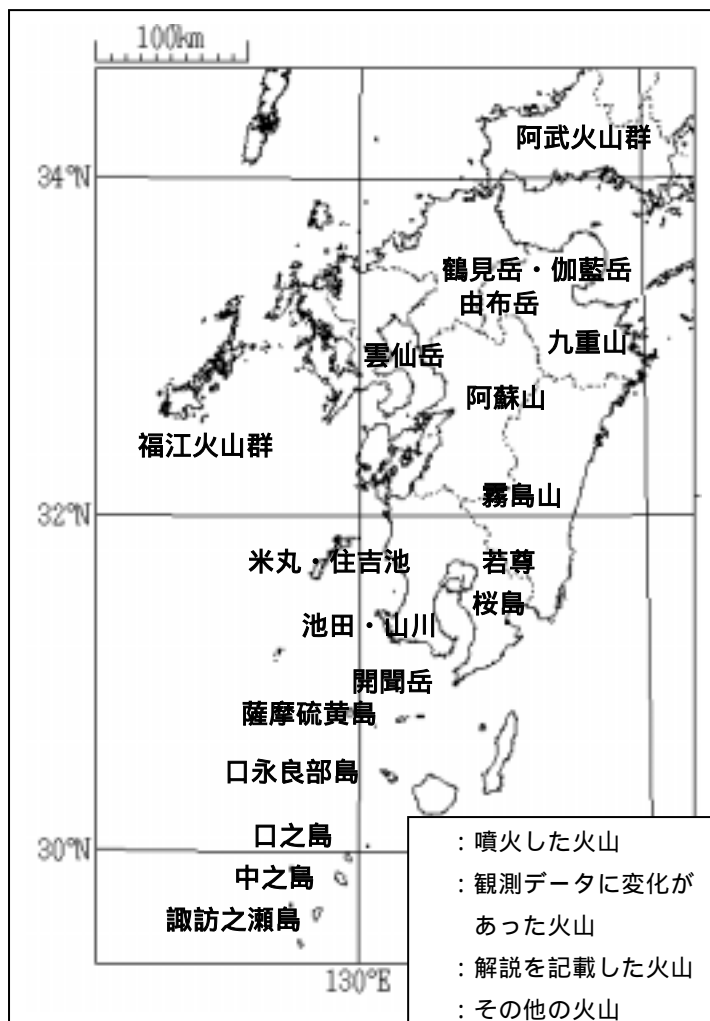 100km
阿武火山群
34°N
鶴見岳・伽藍岳
由布岳
九重山
雲仙岳
阿蘇山
福江火山群
霧島山
32°N
米丸・住吉池
若尊
桜島
池田・山川
開聞岳
薩摩硫黄島
口永良部島
口之島
30°N
中之島
諏訪之瀬島
130°E
：噴火した火山
：観測データに変化が
あった火山
：解説を記載した火山
：その他の火山